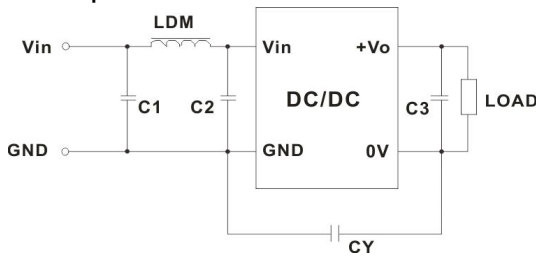 LDM
Vin
Vin
+Vo
C1
C2
DC/DC
C3
LOAD
GND
GND
0V
CY